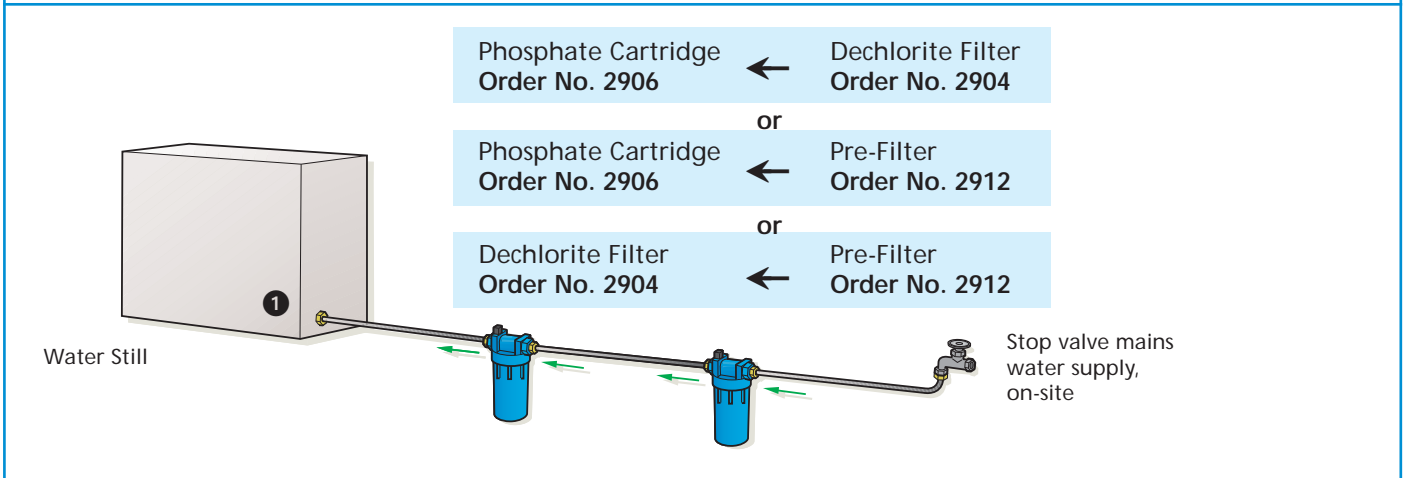 Phosphate Cartridge ← Dechlorite Filter
Order No. 2906 Order No. 2904
or
Phosphate Cartridge ← Pre-Filter
Order No. 2906 Order No. 2912
or
Dechlorite Filter ← Pre-Filter
Order No. 2904 Order No. 2912
1
Water Still
Stop valve mains
water supply,
on-site